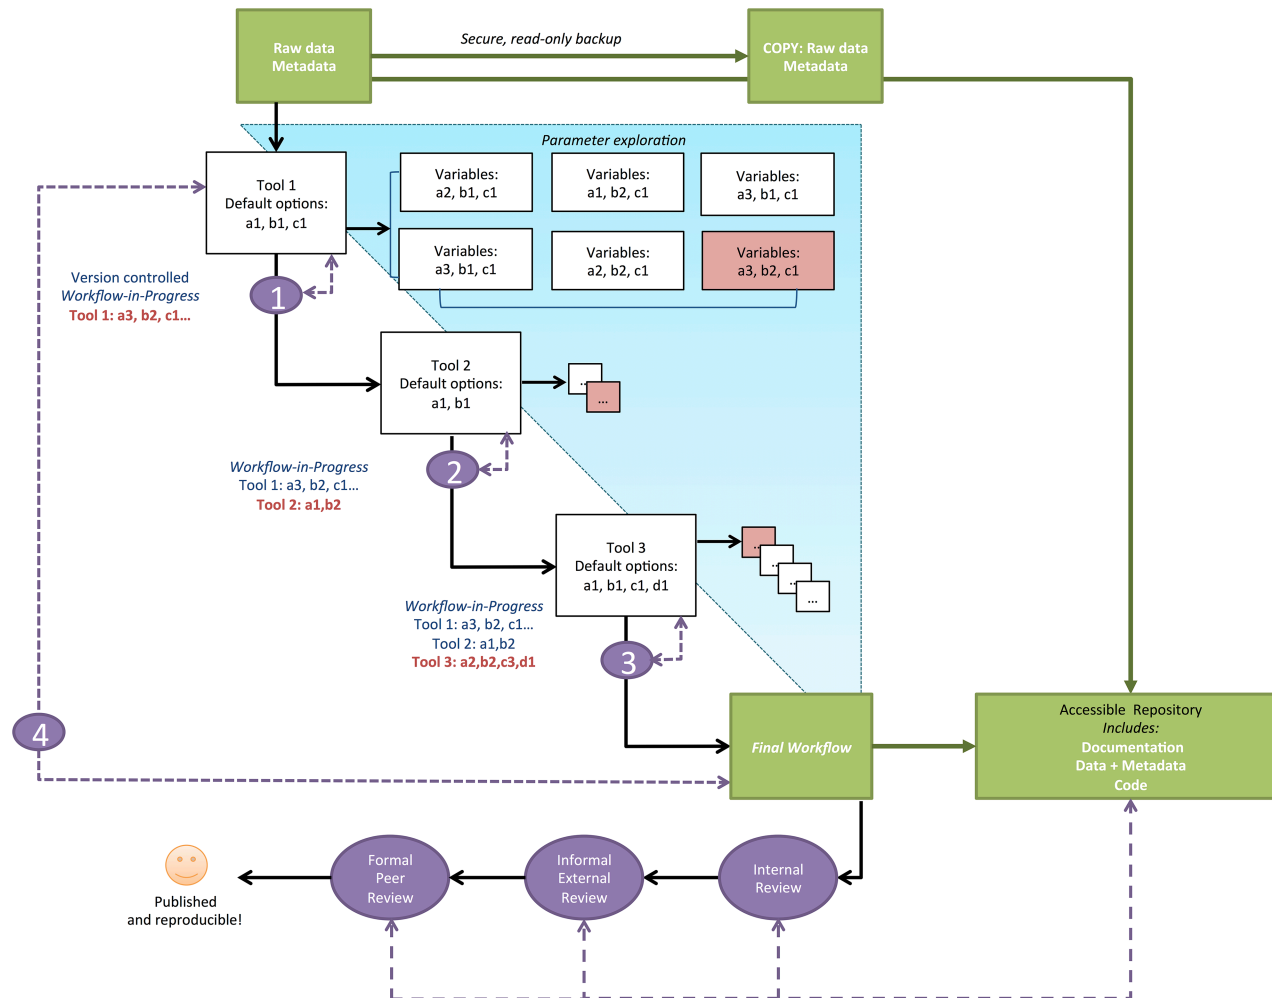 Raw data
Metadata
Secure, read-only backup
COPY: Raw data
Metadata
Parameter exploration
Tool 1
Default options:
a1, b1, c1
Variables:
a2, b1, c1
Variables:
a1, b2, c1
Variables:
a3, b1, c1
Variables:
a3, b1, c1
Variables:
a2, b2, c1
Variables:
a3, b2, c1
Version controlled
Workflow-in-Progress
Tool 1: a3, b2, c1...
1
Tool 2
Default options:
a1, b1
...
...
Workflow-in-Progress
Tool 1: a3, b2, c1...
Tool 2: a1,b2
2
Tool 3
Default options:
a1, b1, c1, d1
...
...
...
...
Workflow-in-Progress
Tool 1: a3, b2, c1...
Tool 2: a1,b2
Tool 3: a2,b2,c3,d1
3
4
Final Workflow
Accessible Repository
Includes:
Documentation
Data + Metadata
Code
Internal
Review
Informal
External
Review
Formal
Peer
Review
Published
and reproducible!